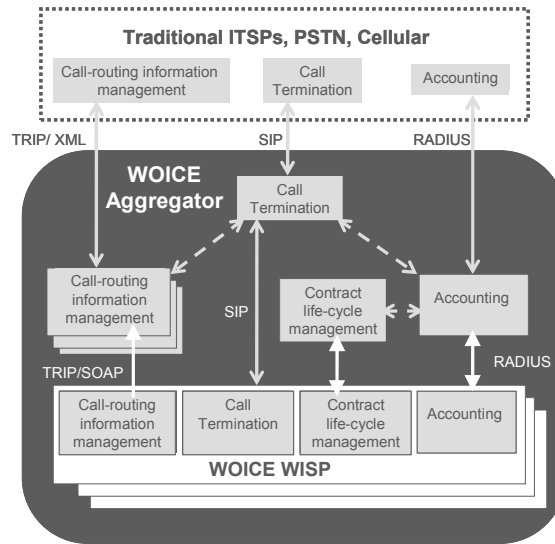 Traditional ITSPs, PSTN, Cellular
Call-routing information
management
Call
Termination
Accounting
TRIP/ XML
SIP
RADIUS
WOICE
Aggregator
Call
Termination
Call-routing
information
management
SIP
Contract
life-cycle
management
Accounting
TRIP/SOAP
RADIUS
Call-routing
information
management
Call
Termination
Contract
life-cycle
management
Accounting
WOICE WISP